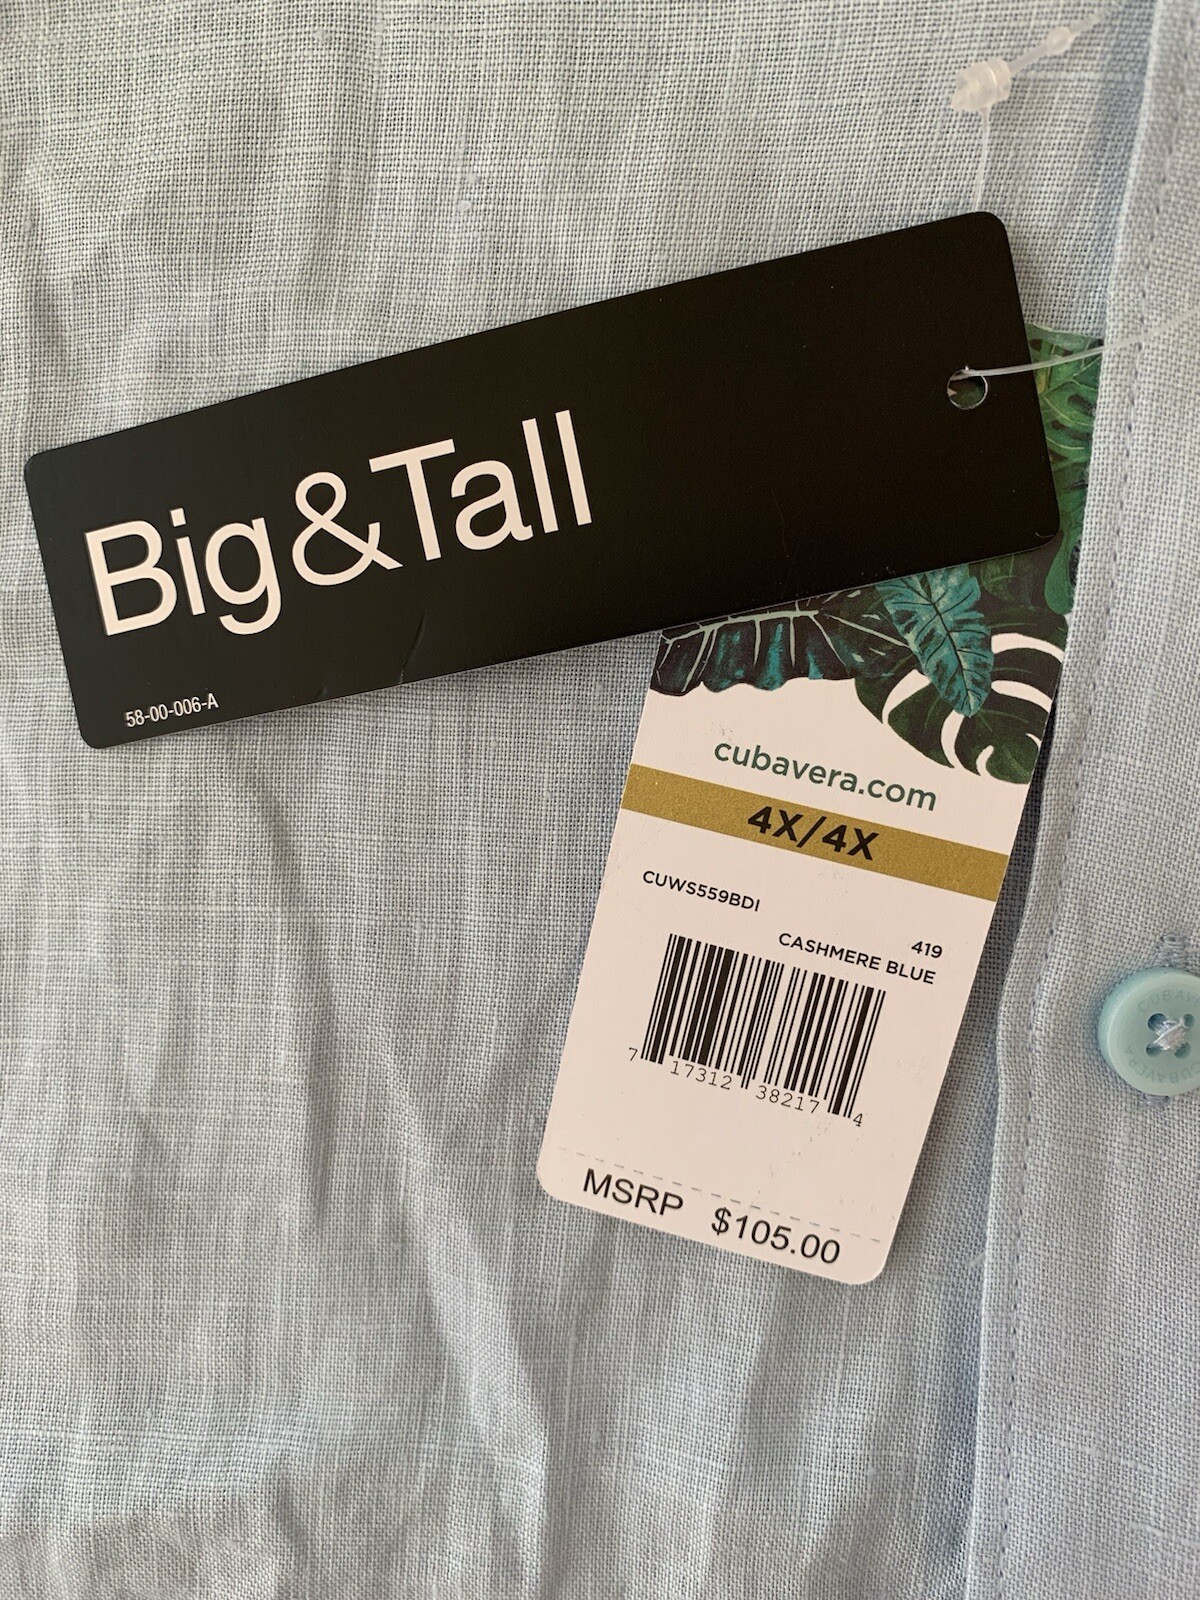 Big&Tall
58-00-006-A
cubavera.com
4X/4X
CUWS559BDI
419
CASHMERE BLUE
7 17312 38217 4
MSRP $105.00
CUBAVERA